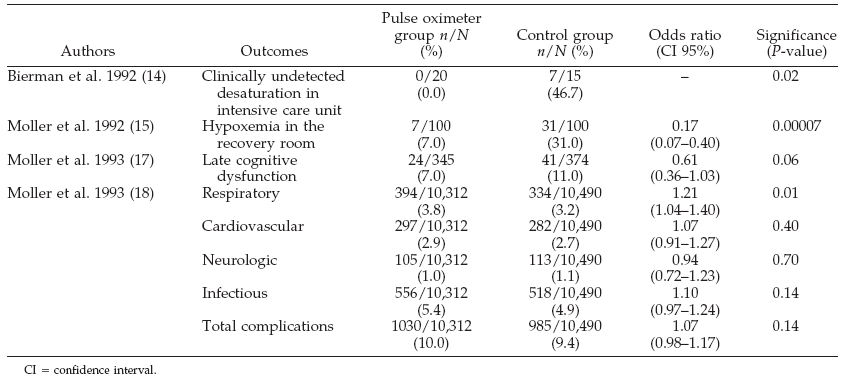 Pulse oximeter
group n/N Control group Odds ratio Significance
Authors Outcomes (%) n/N (%) (CI 95%) (P-value)
Bierman et al. 1992 (14) Clinically undetected 0/20 7/15 – 0.02
desaturation in (0.0) (46.7)
intensive care unit
Moller et al. 1992 (15) Hypoxemia in the 7/100 31/100 0.17 0.00007
recovery room (7.0) (31.0) (0.07–0.40)
Moller et al. 1993 (17) Late cognitive 24/345 41/374 0.61 0.06
dysfunction (7.0) (11.0) (0.36–1.03)
Moller et al. 1993 (18) Respiratory 394/10,312 334/10,490 1.21 0.01
(3.8) (3.2) (1.04–1.40)
Cardiovascular 297/10,312 282/10,490 1.07 0.40
(2.9) (2.7) (0.91–1.27)
Neurologic 105/10,312 113/10,490 0.94 0.70
(1.0) (1.1) (0.72–1.23)
Infectious 556/10,312 518/10,490 1.10 0.14
(5.4) (4.9) (0.97–1.24)
Total complications 1030/10,312 985/10,490 1.07 0.14
(10.0) (9.4) (0.98–1.17)
CI = confidence interval.